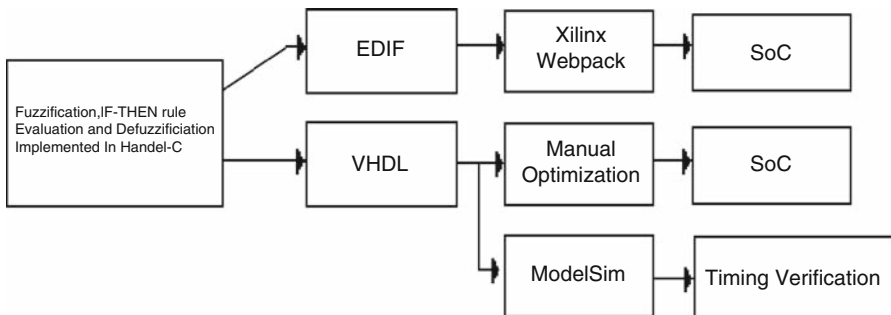 EDIF
Xilinx
Webpack
SoC
Fuzzification,IF-THEN rule
Evaluation and Defuzzificiation
Implemented In Handel-C
VHDL
Manual
Optimization
SoC
ModelSim
Timing Verification